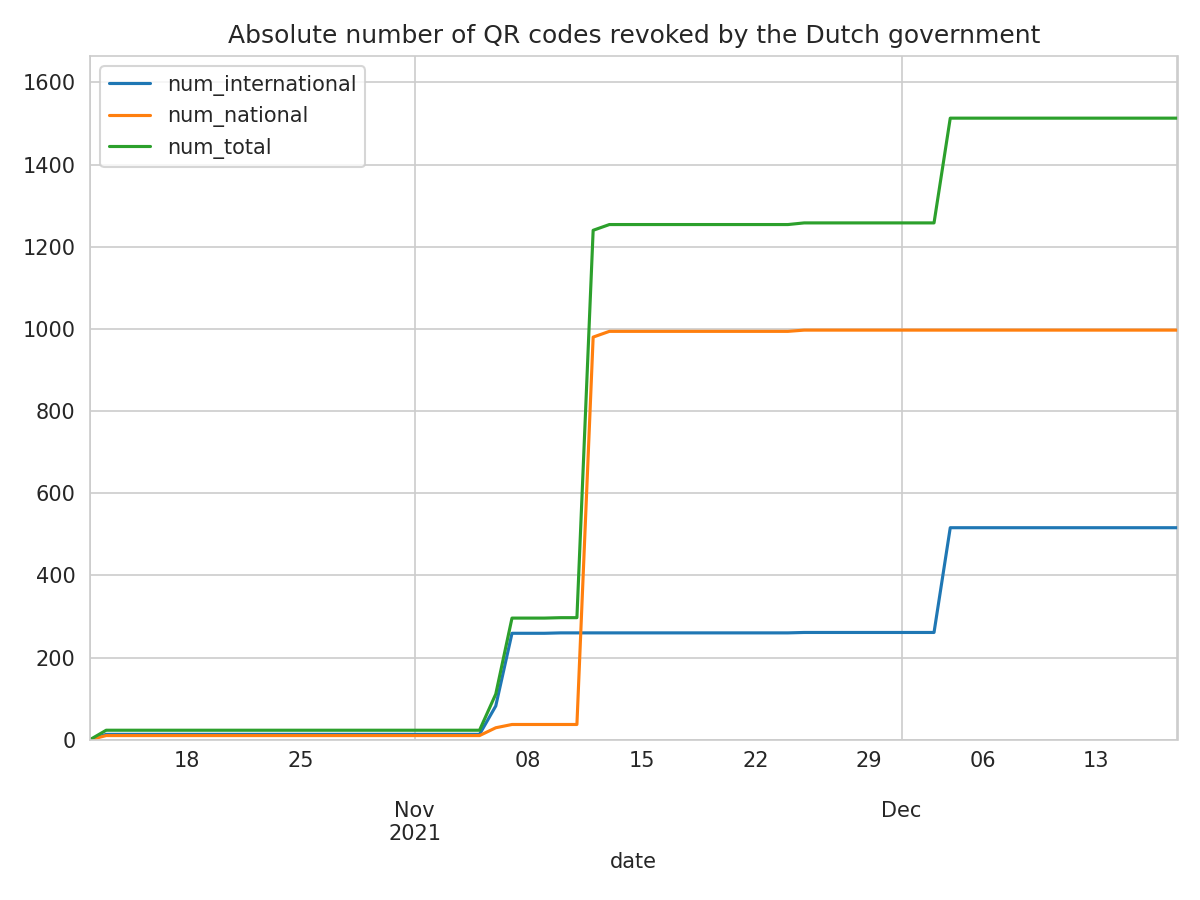 Absolute number of QR codes revoked by the Dutch government
num_international
num_national
num_total
1600
1400
1200
1000
800
600
400
200
0
18 25 08 15 22 29 06 13
Nov Dec
2021
date